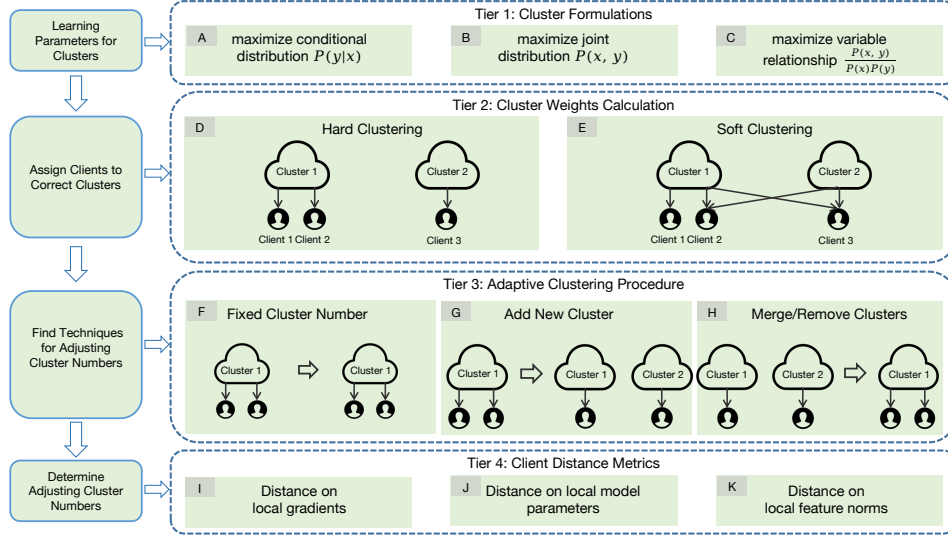 Learning
Parameters for
Clusters
Tier 1: Cluster Formulations
A
maximize conditional
distribution P(y|x)
B
maximize joint
distribution P(x, y)
C
maximize variable
relationship P(x, y) / P(x)P(y)
Assign Clients to
Correct Clusters
Tier 2: Cluster Weights Calculation
D
Hard Clustering
Cluster 1
Cluster 2
Client 1 Client 2
Client 3
E
Soft Clustering
Cluster 1
Cluster 2
Client 1 Client 2
Client 3
Find Techniques
for Adjusting
Cluster Numbers
Tier 3: Adaptive Clustering Procedure
F
Fixed Cluster Number
Cluster 1
Cluster 1
G
Add New Cluster
Cluster 1
Cluster 1
Cluster 2
H
Merge/Remove Clusters
Cluster 1
Cluster 2
Cluster 1
Determine
Adjusting Cluster
Numbers
Tier 4: Client Distance Metrics
I
Distance on
local gradients
J
Distance on local model
parameters
K
Distance on
local feature norms